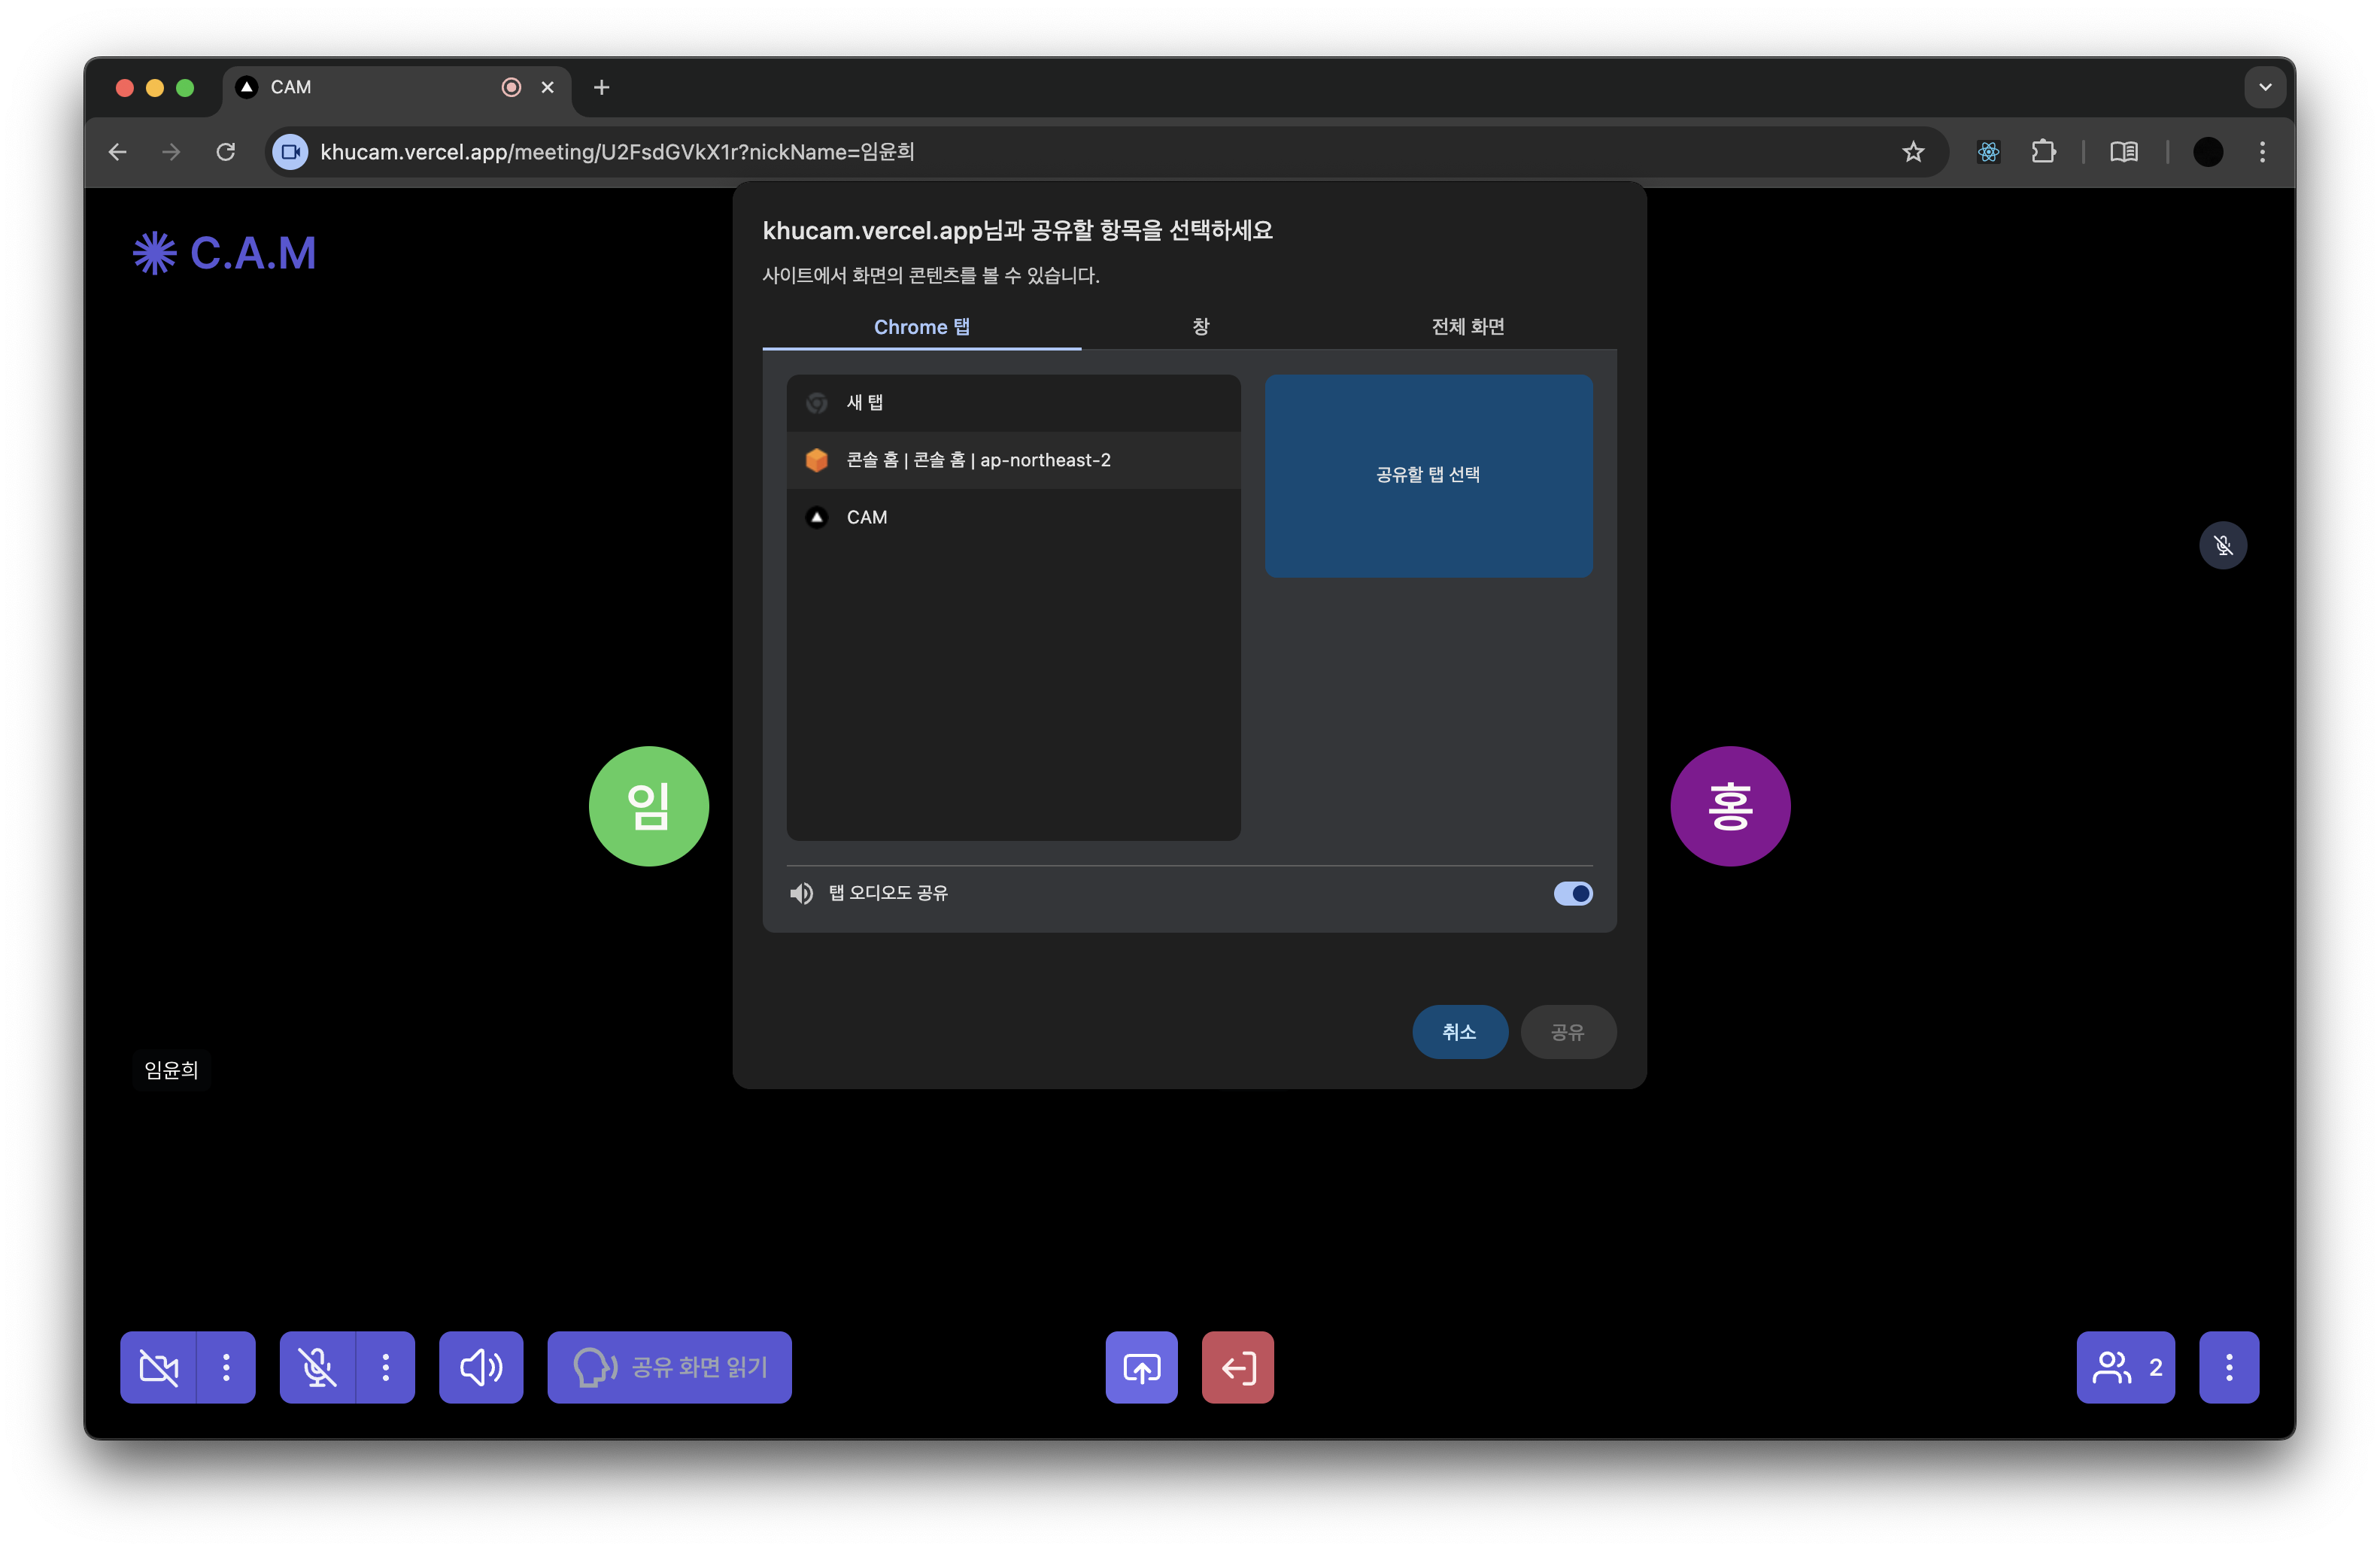 CAM
khucam.vercel.app/meeting/U2FsdGVkX1r?nickName=임윤희
C.A.M
khucam.vercel.app님과 공유할 항목을 선택하세요
사이트에서 화면의 콘텐츠를 볼 수 있습니다.
Chrome 탭
창
전체 화면
새 탭
콘솔 홈 | 콘솔 홈 | ap-northeast-2
CAM
공유할 탭 선택
임
홍
탭 오디오도 공유
취소
공유
임윤희
공유 화면 읽기
2